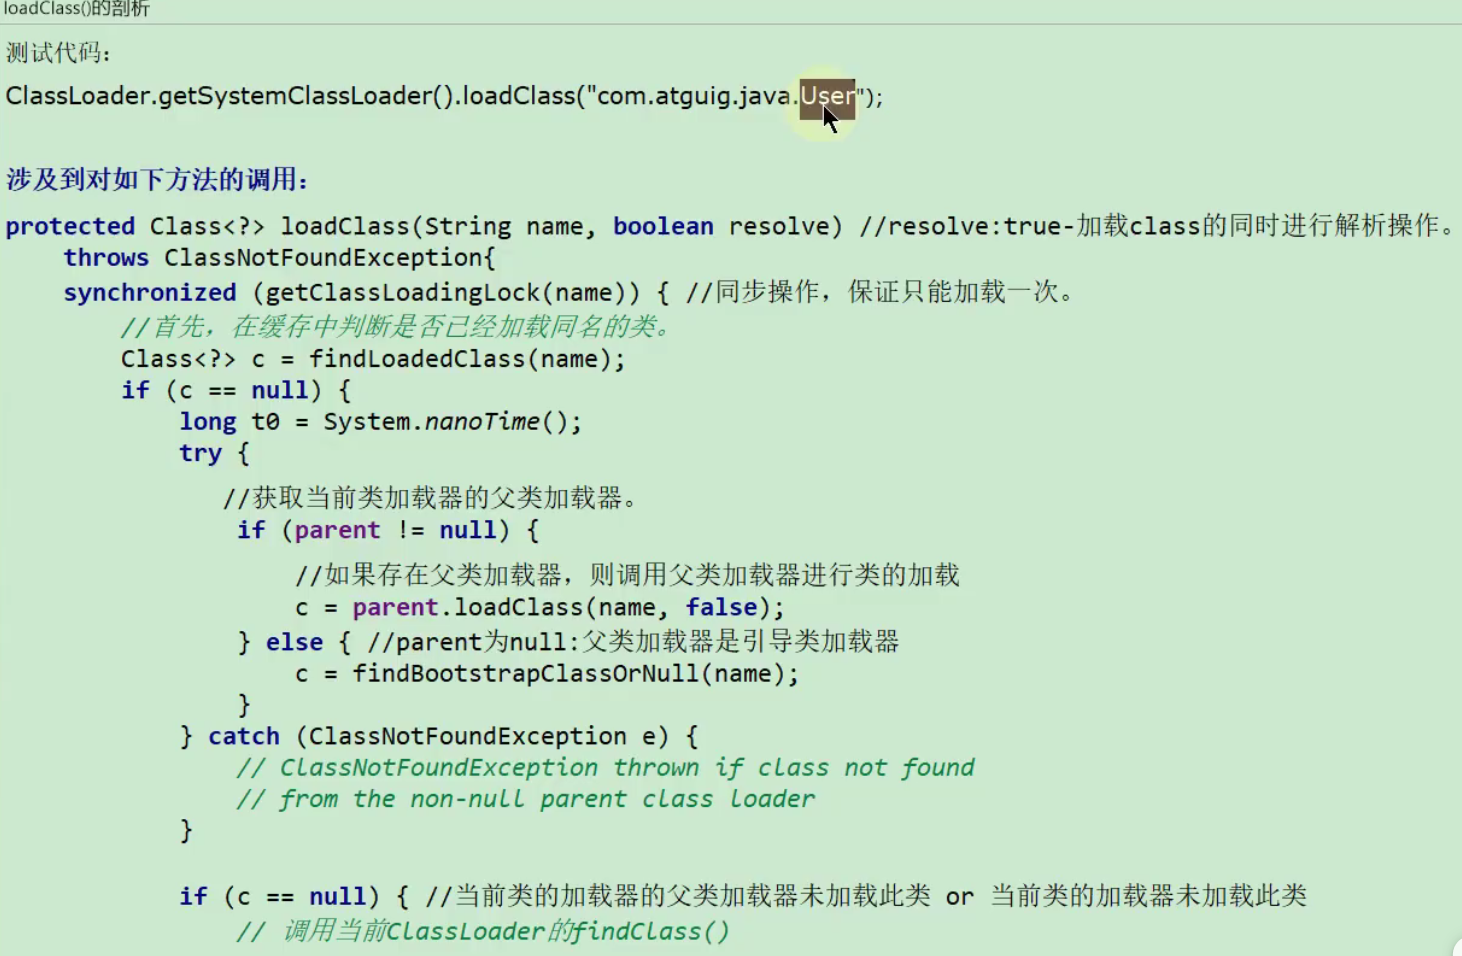 loadClass()的剖析
测试代码：
ClassLoader.getSystemClassLoader().loadClass("com.atguig.java.User");
涉及到对如下方法的调用：
protected Class<?> loadClass(String name, boolean resolve) //resolve:true-加载class的同时进行解析操作。
throws ClassNotFoundException{
synchronized (getClassLoadingLock(name)) { //同步操作，保证只能加载一次。
//首先，在缓存中判断是否已经加载同名的类。
Class<?> c = findLoadedClass(name);
if (c == null) {
long t0 = System.nanoTime();
try {
//获取当前类加载器的父类加载器。
if (parent != null) {
//如果存在父类加载器，则调用父类加载器进行类的加载
c = parent.loadClass(name, false);
} else { //parent为null:父类加载器是引导类加载器
c = findBootstrapClassOrNull(name);
}
} catch (ClassNotFoundException e) {
// ClassNotFoundException thrown if class not found
// from the non-null parent class loader
}
if (c == null) { //当前类的加载器的父类加载器未加载此类 or 当前类的加载器未加载此类
// 调用当前ClassLoader的findClass()